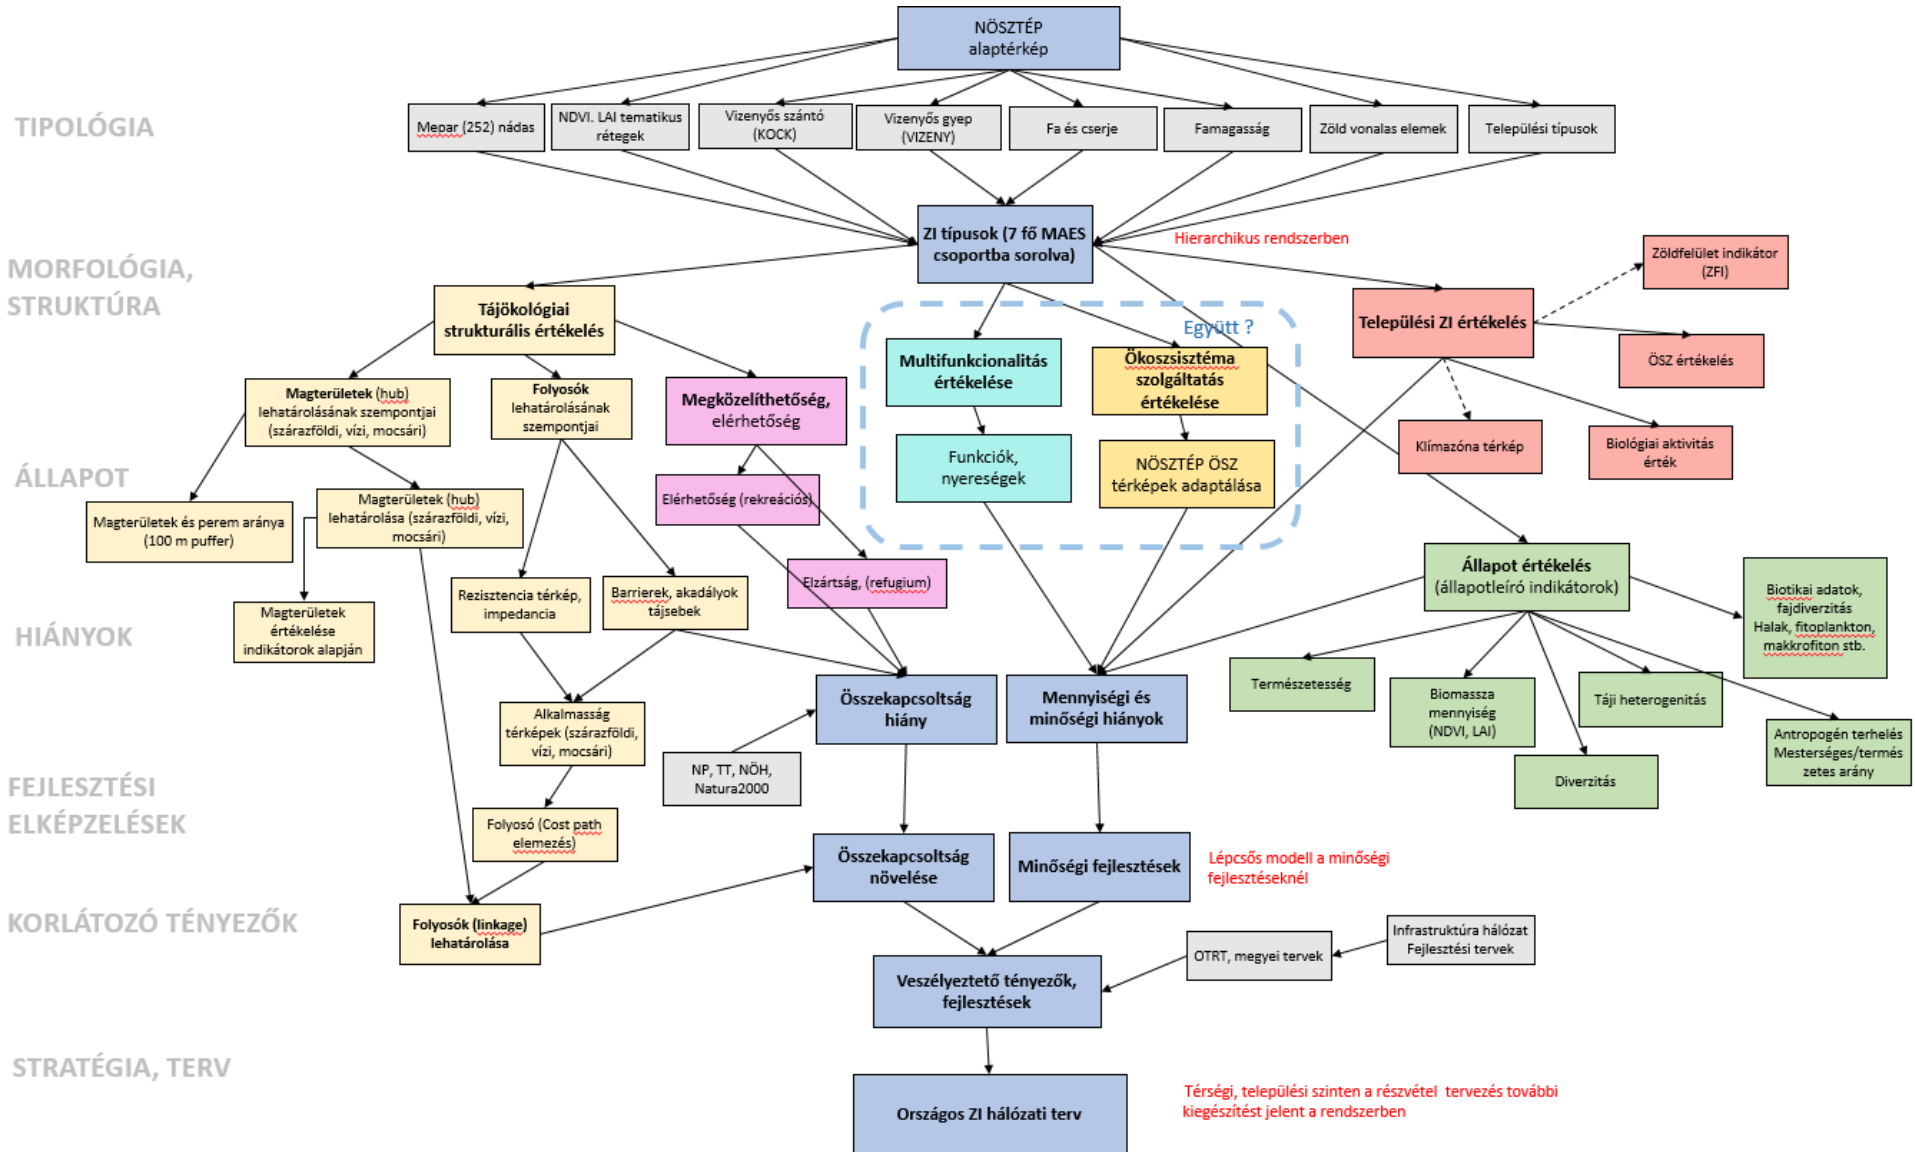 NÖSZTÉP
alaptérkép
TIPOLÓGIA
Mepar (252) nádas
NDVI. LAI tematikus
rétegek
Vizenyős szántó
(KOCK)
Vizenyős gyep
(VIZENY)
Fa és cserje
Famagasság
Zöld vonalas elemek
Települési típusok
ZI típusok (7 fő MAES
csoportba sorolva)
Hierarchikus rendszerben
MORFOLÓGIA,
STRUKTÚRA
Tájökológiai
strukturális értékelés
Együtt ?
Települési ZI értékelés
Zöldfelület indikátor
(ZFI)
ÖSZ értékelés
Klímazóna térkép
Biológiai aktivitás
érték
Magterületek (hub)
lehatárolásának szempontjai
(szárazföldi, vízi, mocsári)
Folyosók
lehatárolásának
szempontjai
Megközelíthetőség,
elérhetőség
Multifunkcionalitás
értékelése
Ökoszsisztéma
szolgáltatás
értékelése
ÁLLAPOT
Magterületek és perem aránya
(100 m puffer)
Magterületek (hub)
lehatárolása (szárazföldi, vízi,
mocsári)
Elérhetőség (rekreációs)
Funkciók,
nyereségek
NÖSZTÉP ÖSZ
térképek adaptálása
Elzártság, (refugium)
Állapot értékelés
(állapotleíró indikátorok)
Biotikai adatok,
fajdiverzitás
Halak, fitoplankton,
makkrofiton stb.
HIÁNYOK
Magterületek
értékelése
indikátorok alapján
Rezisztencia térkép,
impedancia
Barrierek, akadályok
tájsebek
Összekapcsoltság
hiány
Mennyiségi és
minőségi hiányok
Természetesség
Biomassza
mennyiség
(NDVI, LAI)
Táji heterogenitás
Diverzitás
Antropogén terhelés
Mesterséges/termés
zetes arány
Alkalmasság
térképek (szárazföldi,
vízi, mocsári)
NP, TT, NÖH,
Natura2000
FEJLESZTÉSI
ELKÉPZELÉSEK
Folyosó (Cost path
elemezés)
Összekapcsoltság
növelése
Minőségi fejlesztések
Lépcsős modell a minőségi
fejlesztéseknél
KORLÁTOZÓ TÉNYEZŐK
Folyosók (linkage)
lehatárolása
Veszélyeztető tényezők,
fejlesztések
OTRT, megyei tervek
Infrastruktúra hálózat
Fejlesztési tervek
STRATÉGIA, TERV
Országos ZI hálózati terv
Térségi, települési szinten a részvétel tervezés további
kiegészítést jelent a rendszerben